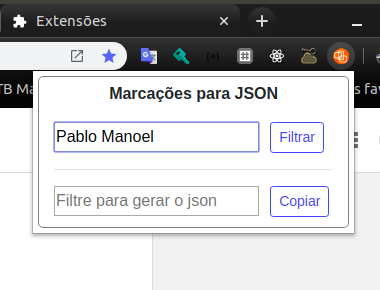 Extensões
TB Ma
s fav
Marcações para JSON
Pablo Manoel
Filtrar
Filtre para gerar o json
Copiar